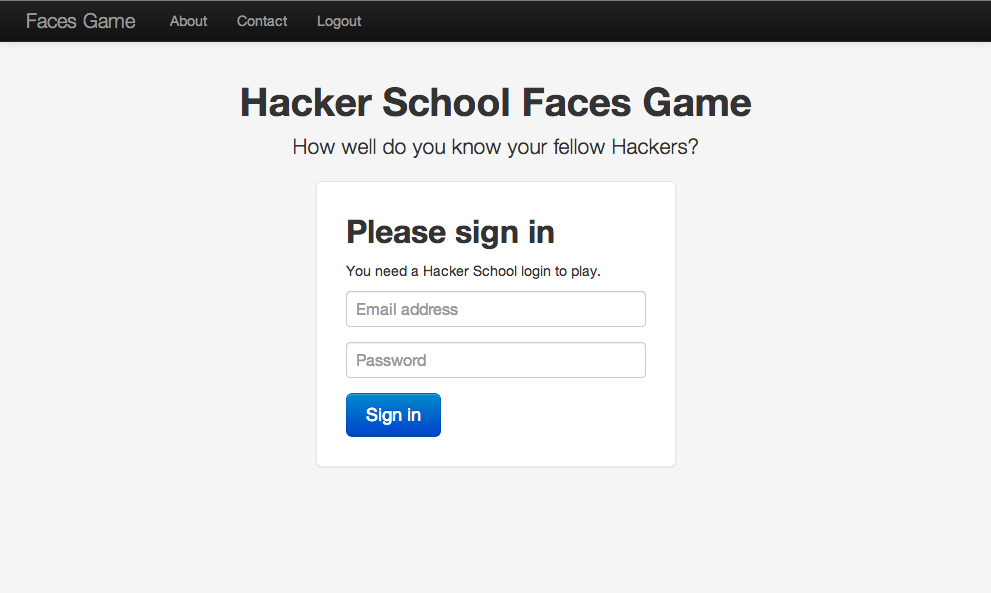 Faces Game About Contact Logout
Hacker School Faces Game
How well do you know your fellow Hackers?
Please sign in
You need a Hacker School login to play.
Email address
Password
Sign in